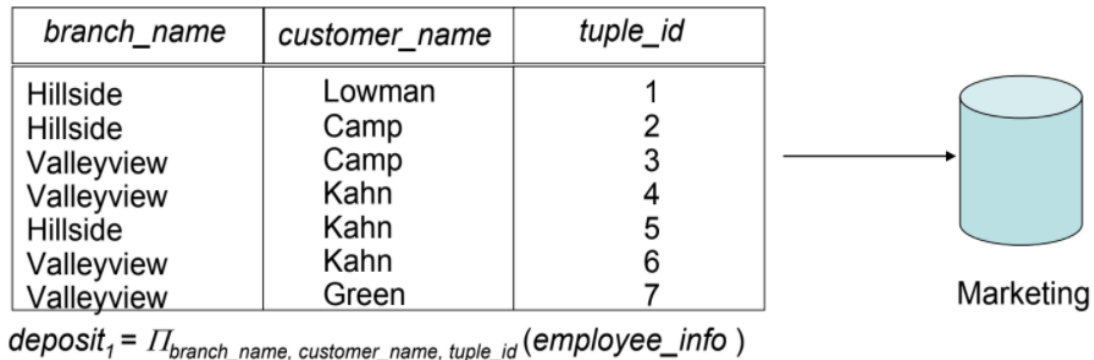 branch_name customer_name tuple_id
Hillside Lowman 1
Hillside Camp 2
Valleyview Camp 3
Valleyview Kahn 4
Hillside Kahn 5
Valleyview Kahn 6
Valleyview Green 7
Marketing
deposit₁ = Π branch_name, customer_name, tuple_id (employee_info )